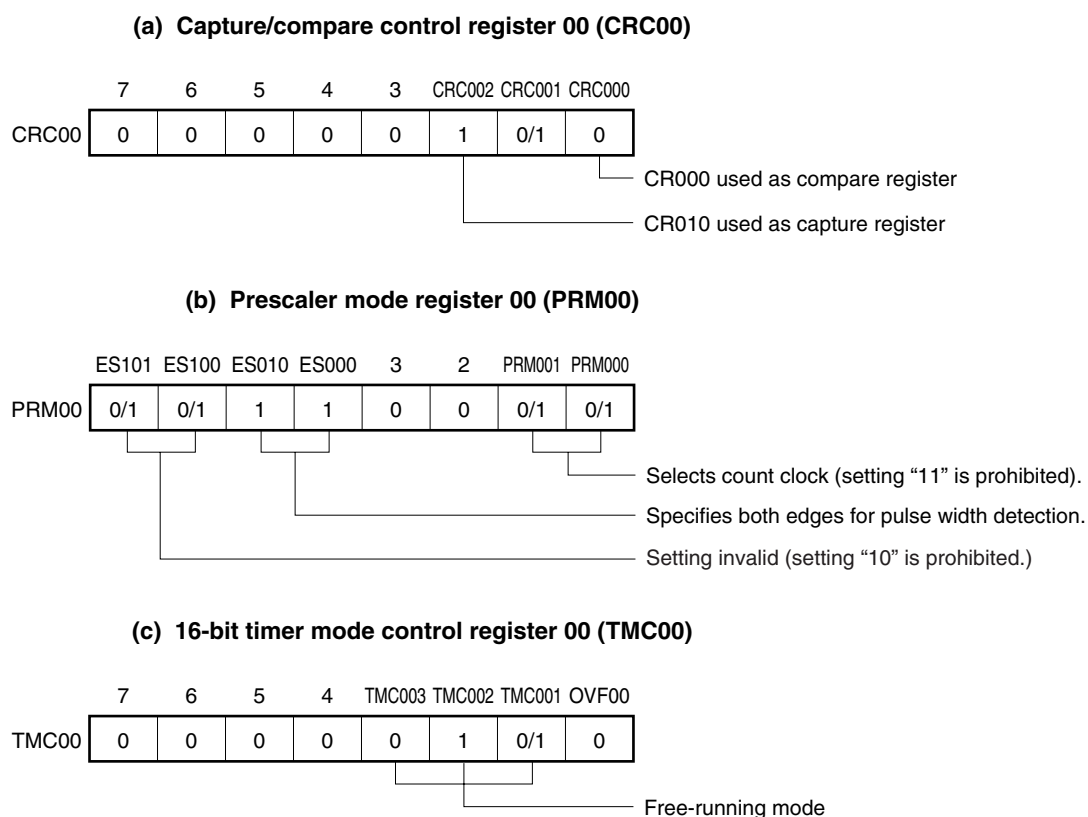 (a) Capture/compare control register 00 (CRC00)
7 6 5 4 3 CRC002 CRC001 CRC000
CRC00 0 0 0 0 0 1 0/1 0
CR000 used as compare register
CR010 used as capture register
(b) Prescaler mode register 00 (PRM00)
ES101 ES100 ES010 ES000 3 2 PRM001 PRM000
PRM00 0/1 0/1 1 1 0 0 0/1 0/1
Selects count clock (setting “11” is prohibited).
Specifies both edges for pulse width detection.
Setting invalid (setting “10” is prohibited.)
(c) 16-bit timer mode control register 00 (TMC00)
7 6 5 4 TMC003 TMC002 TMC001 OVF00
TMC00 0 0 0 0 0 1 0/1 0
Free-running mode